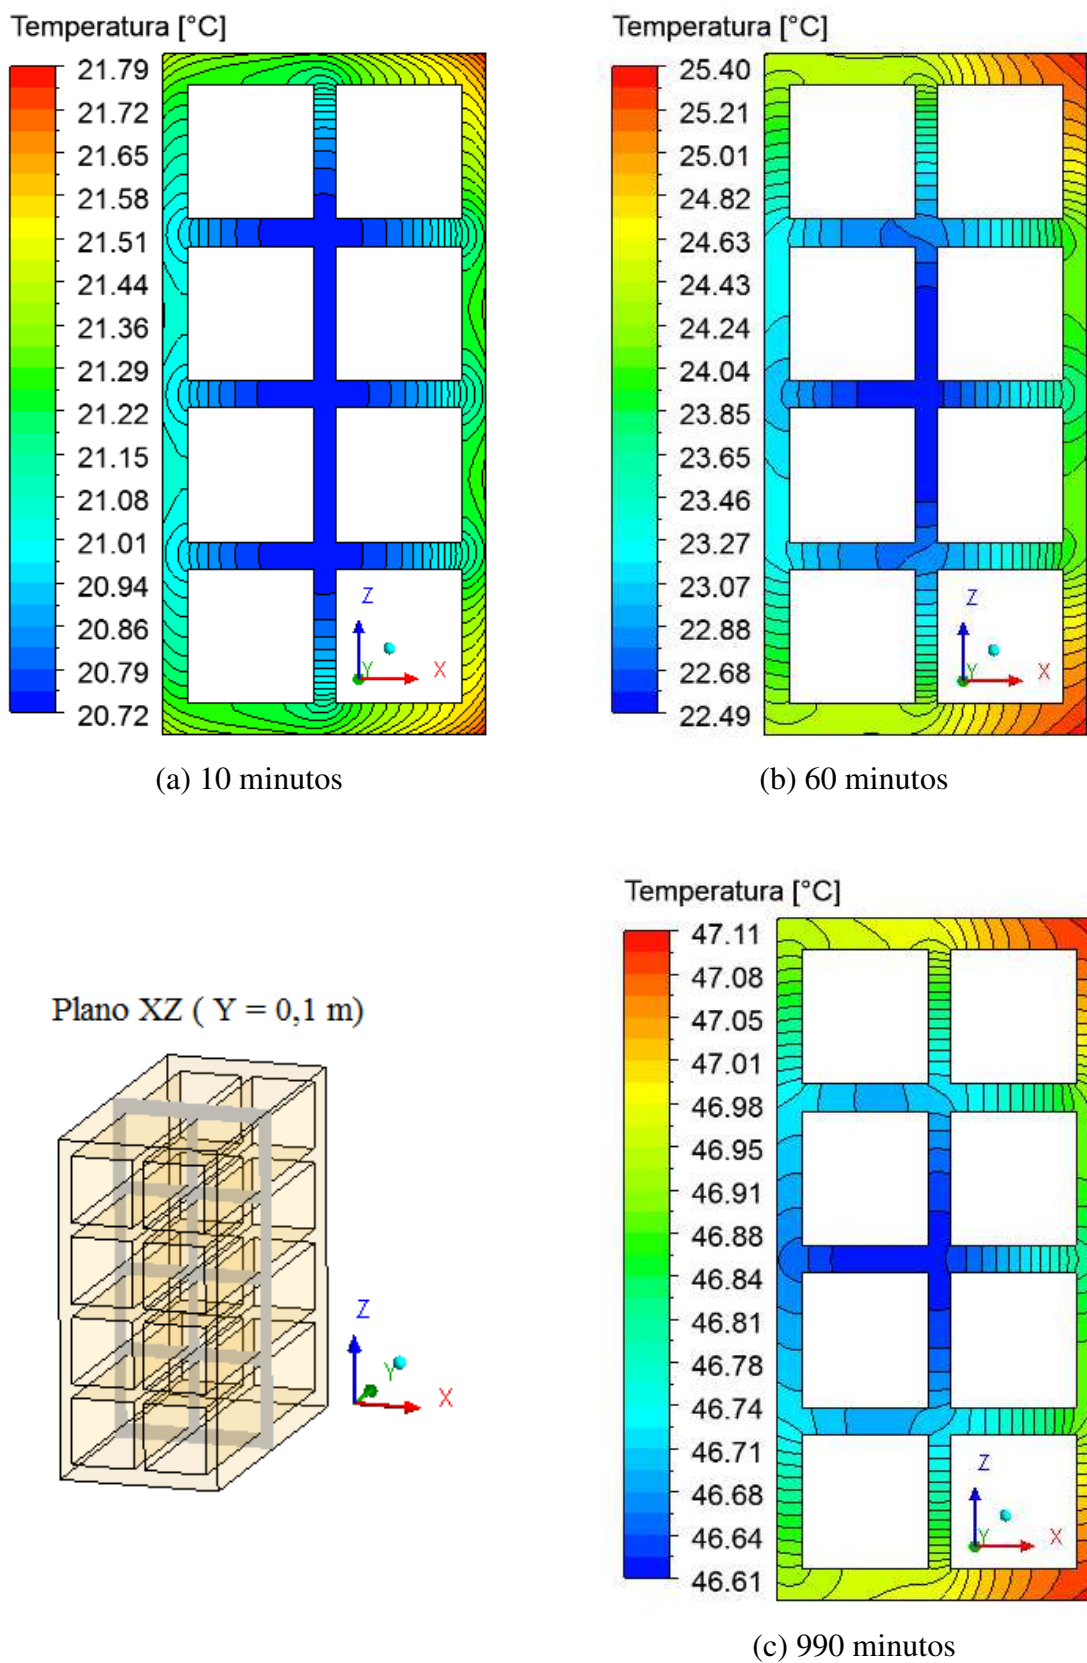 Temperatura [°C]
21.79
21.72
21.65
21.58
21.51
21.44
21.36
21.29
21.22
21.15
21.08
21.01
20.94
20.86
20.79
20.72
Z
Y
X
(a) 10 minutos
Temperatura [°C]
25.40
25.21
25.01
24.82
24.63
24.43
24.24
24.04
23.85
23.65
23.46
23.27
23.07
22.88
22.68
22.49
Z
Y
X
(b) 60 minutos
Plano XZ ( Y = 0,1 m)
Z
Y
X
Temperatura [°C]
47.11
47.08
47.05
47.01
46.98
46.95
46.91
46.88
46.84
46.81
46.78
46.74
46.71
46.68
46.64
46.61
Z
Y
X
(c) 990 minutos